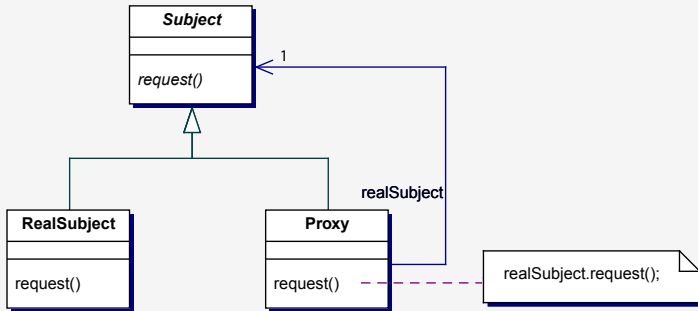 Subject
request()
1
realSubject
RealSubject
request()
Proxy
request()
realSubject.request();